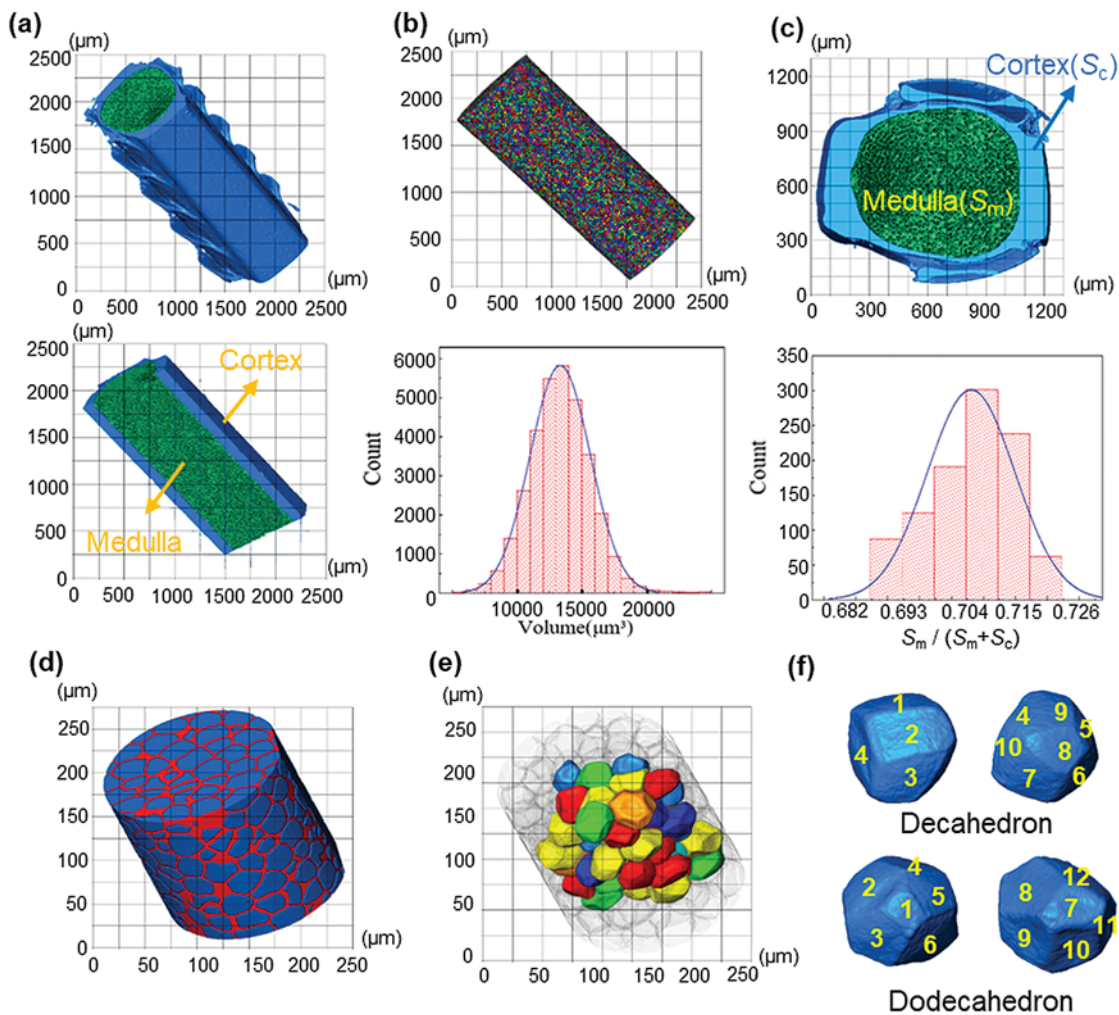 (a)
(µm)
2500
2000
1500
1000
500
0
0 500 1000 1500 2000 2500
(µm)
(µm)
2500
2000
1500
1000
500
0
Cortex
Medulla
(µm)
0 500 1000 1500 2000 2500
(b)
(µm)
2500
2000
1500
1000
500
0
(µm)
0 500 1000 1500 2000 2500
6000
5000
4000
3000
2000
1000
0
Count
10000 15000 20000
Volume(µm³)
(c)
(µm)
1200
900
600
300
0
Cortex(Sc)
Medulla(Sm)
(µm)
0 300 600 900 1200
350
300
250
200
150
100
50
0
Count
0.682 0.693 0.704 0.715 0.726
Sm / (Sm+Sc)
(d)
(µm)
250
200
150
100
50
0
(µm)
0 50 100 150 200 250
(e)
(µm)
250
200
150
100
50
0
(µm)
0 50 100 150 200 250
(f)
1
2
4
3
4 9
5
10 8
7 6
Decahedron
4
2
5
1
3 6
12
8 7
11
9 10
Dodecahedron